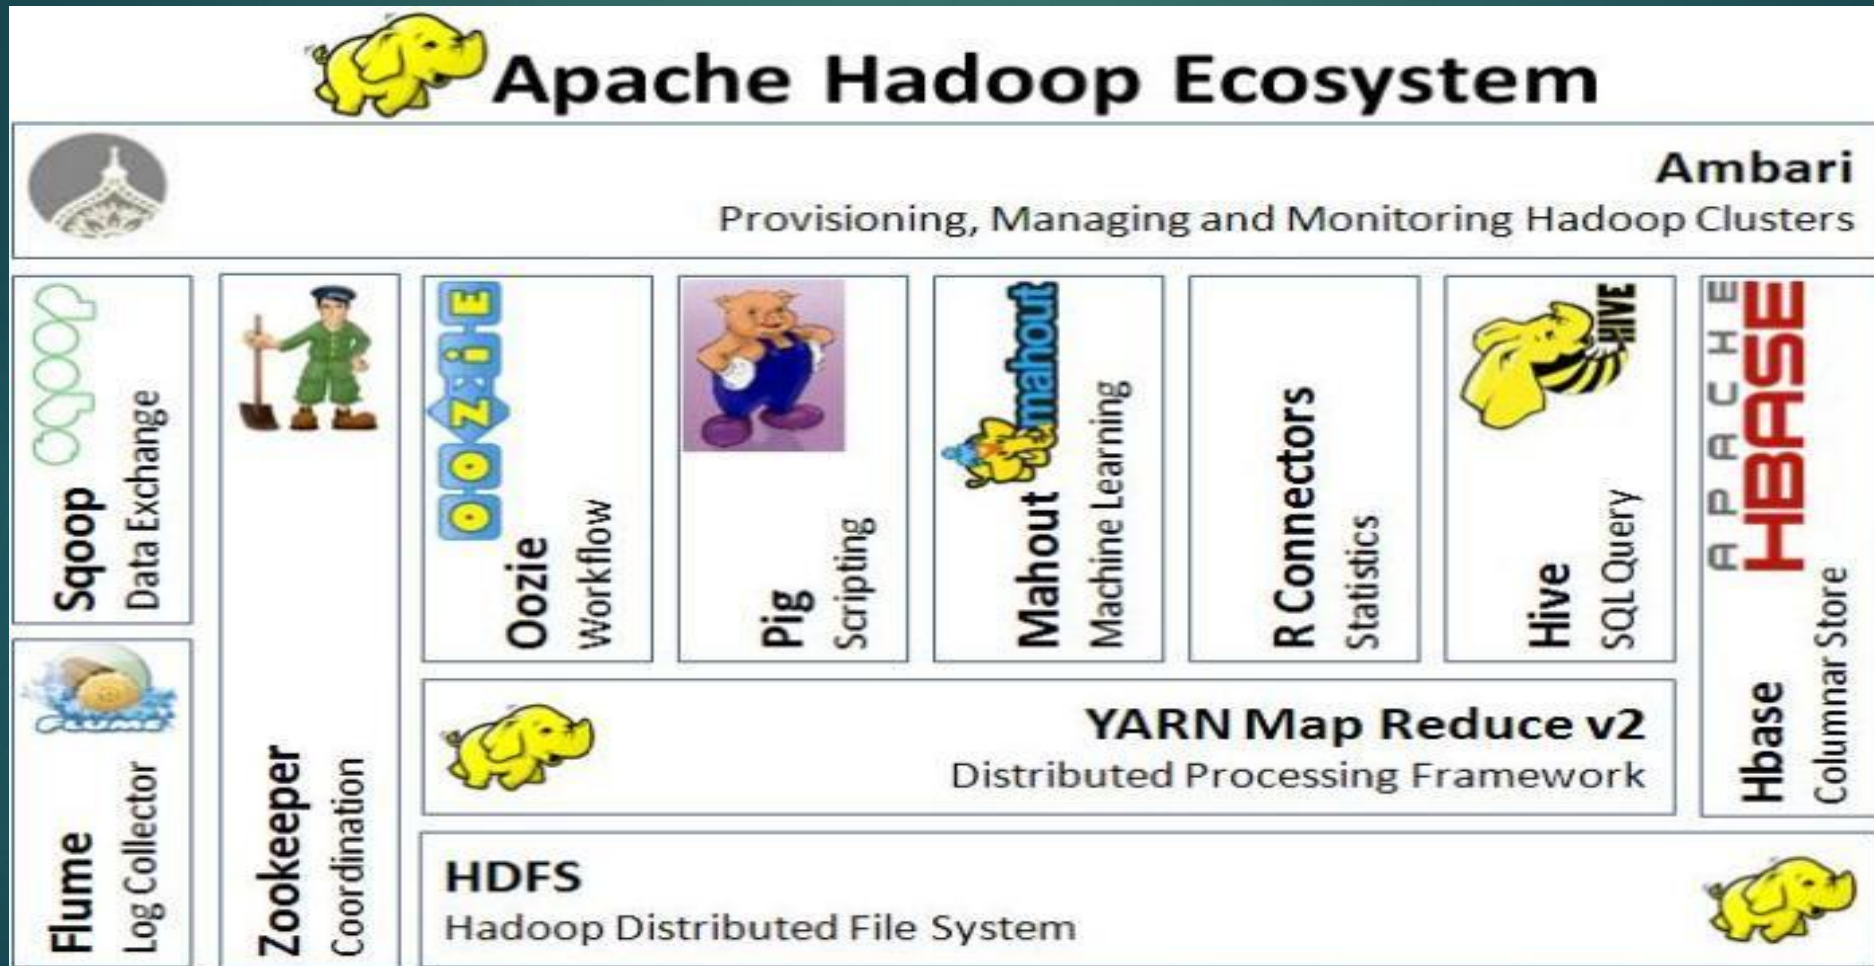 Apache Hadoop Ecosystem
Ambari
Provisioning, Managing and Monitoring Hadoop Clusters
sqoop
Sqoop
Data Exchange
FLUME
Flume
Log Collector
Zookeeper
Coordination
OOZIE
Oozie
Workflow
Pig
Scripting
mahout
Mahout
Machine Learning
R Connectors
Statistics
HIVE
Hive
SQL Query
APACHE
HBASE
Hbase
Columnar Store
YARN Map Reduce v2
Distributed Processing Framework
HDFS
Hadoop Distributed File System